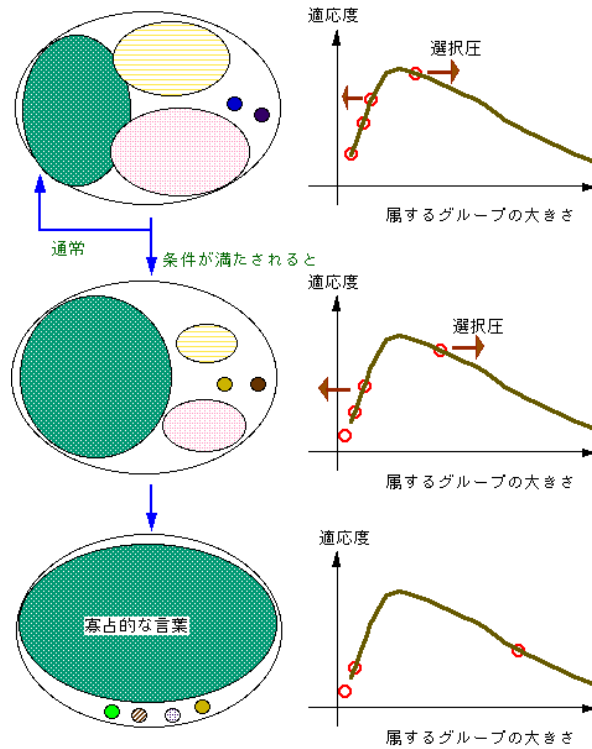 適応度
選択圧
属するグループの大きさ
通常
条件が満たされると
適応度
選択圧
属するグループの大きさ
適応度
寡占的な言葉
属するグループの大きさ